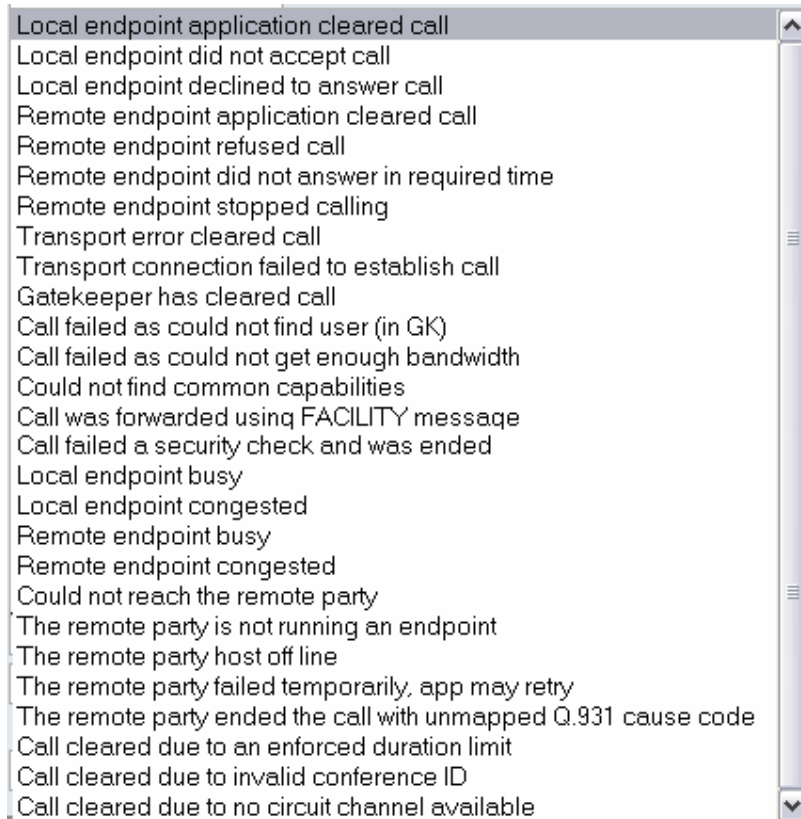 Local endpoint application cleared call
Local endpoint did not accept call
Local endpoint declined to answer call
Remote endpoint application cleared call
Remote endpoint refused call
Remote endpoint did not answer in required time
Remote endpoint stopped calling
Transport error cleared call
Transport connection failed to establish call
Gatekeeper has cleared call
Call failed as could not find user (in GK)
Call failed as could not get enough bandwidth
Could not find common capabilities
Call was forwarded using FACILITY message
Call failed a security check and was ended
Local endpoint busy
Local endpoint congested
Remote endpoint busy
Remote endpoint congested
Could not reach the remote party
The remote party is not running an endpoint
The remote party host off line
The remote party failed temporarily, app may retry
The remote party ended the call with unmapped Q.931 cause code
Call cleared due to an enforced duration limit
Call cleared due to invalid conference ID
Call cleared due to no circuit channel available